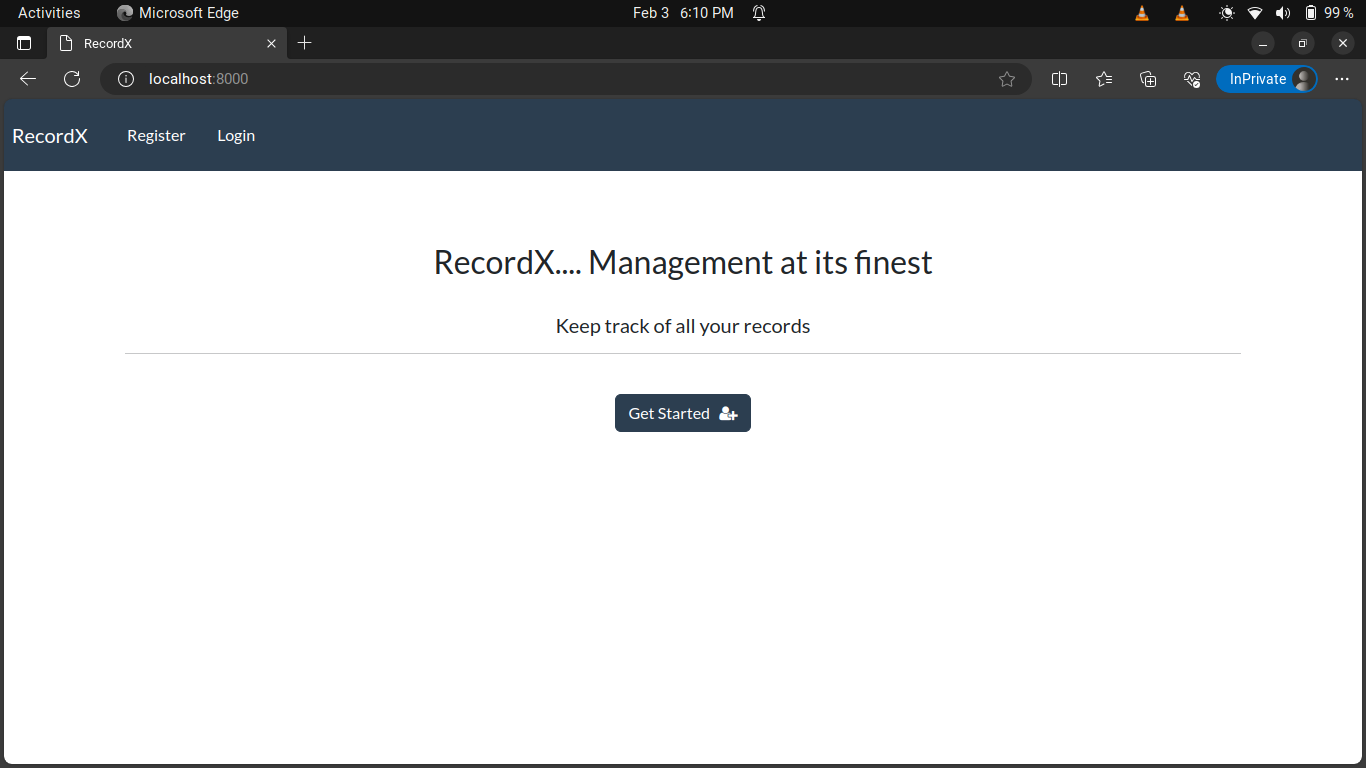 Activities Microsoft Edge Feb 3 6:10 PM 99 %
RecordX
localhost:8000 InPrivate
RecordX Register Login
RecordX.... Management at its finest
Keep track of all your records
Get Started